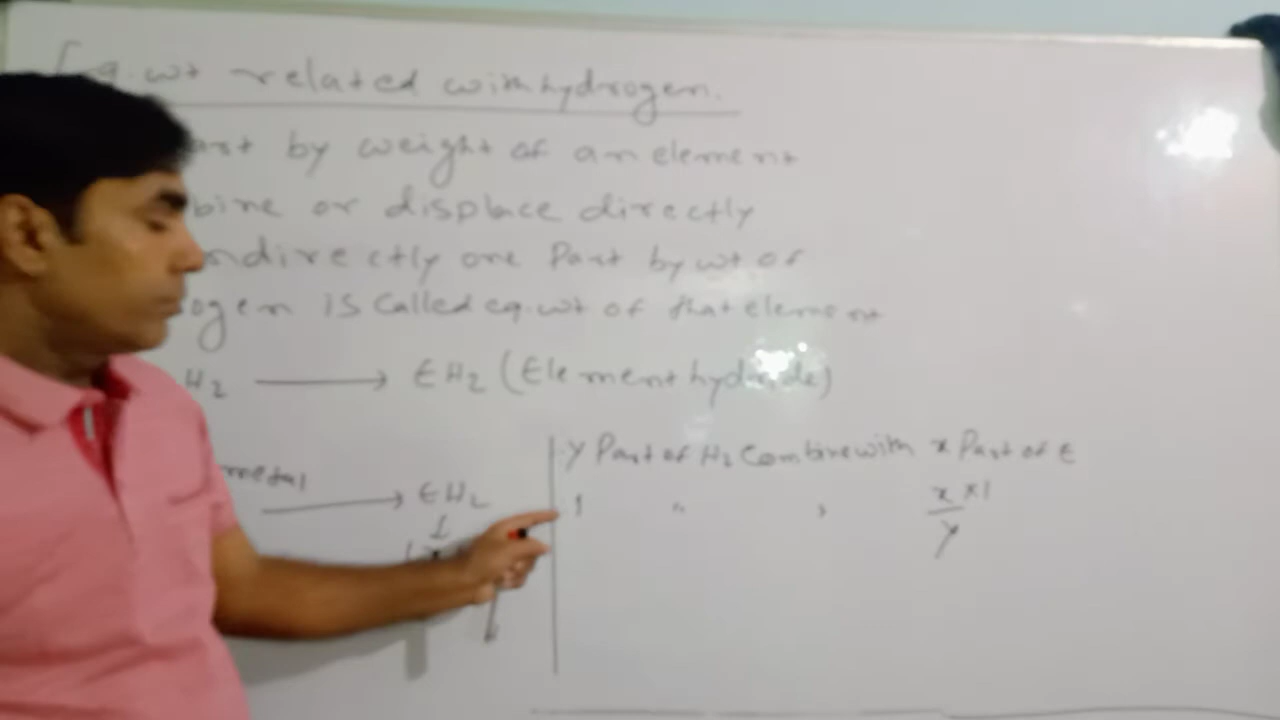 Eq.wt related with hydrogen.
art by weight of an element
bine or displace directly
ndirectly one Part by wt of
ogen is Called eq.wt of that element
H2 ⟶ EH2 (Element hydride)
metal ⟶ EH2
y Part of H2 Combine with x Part of E
1 " , x/y ×1